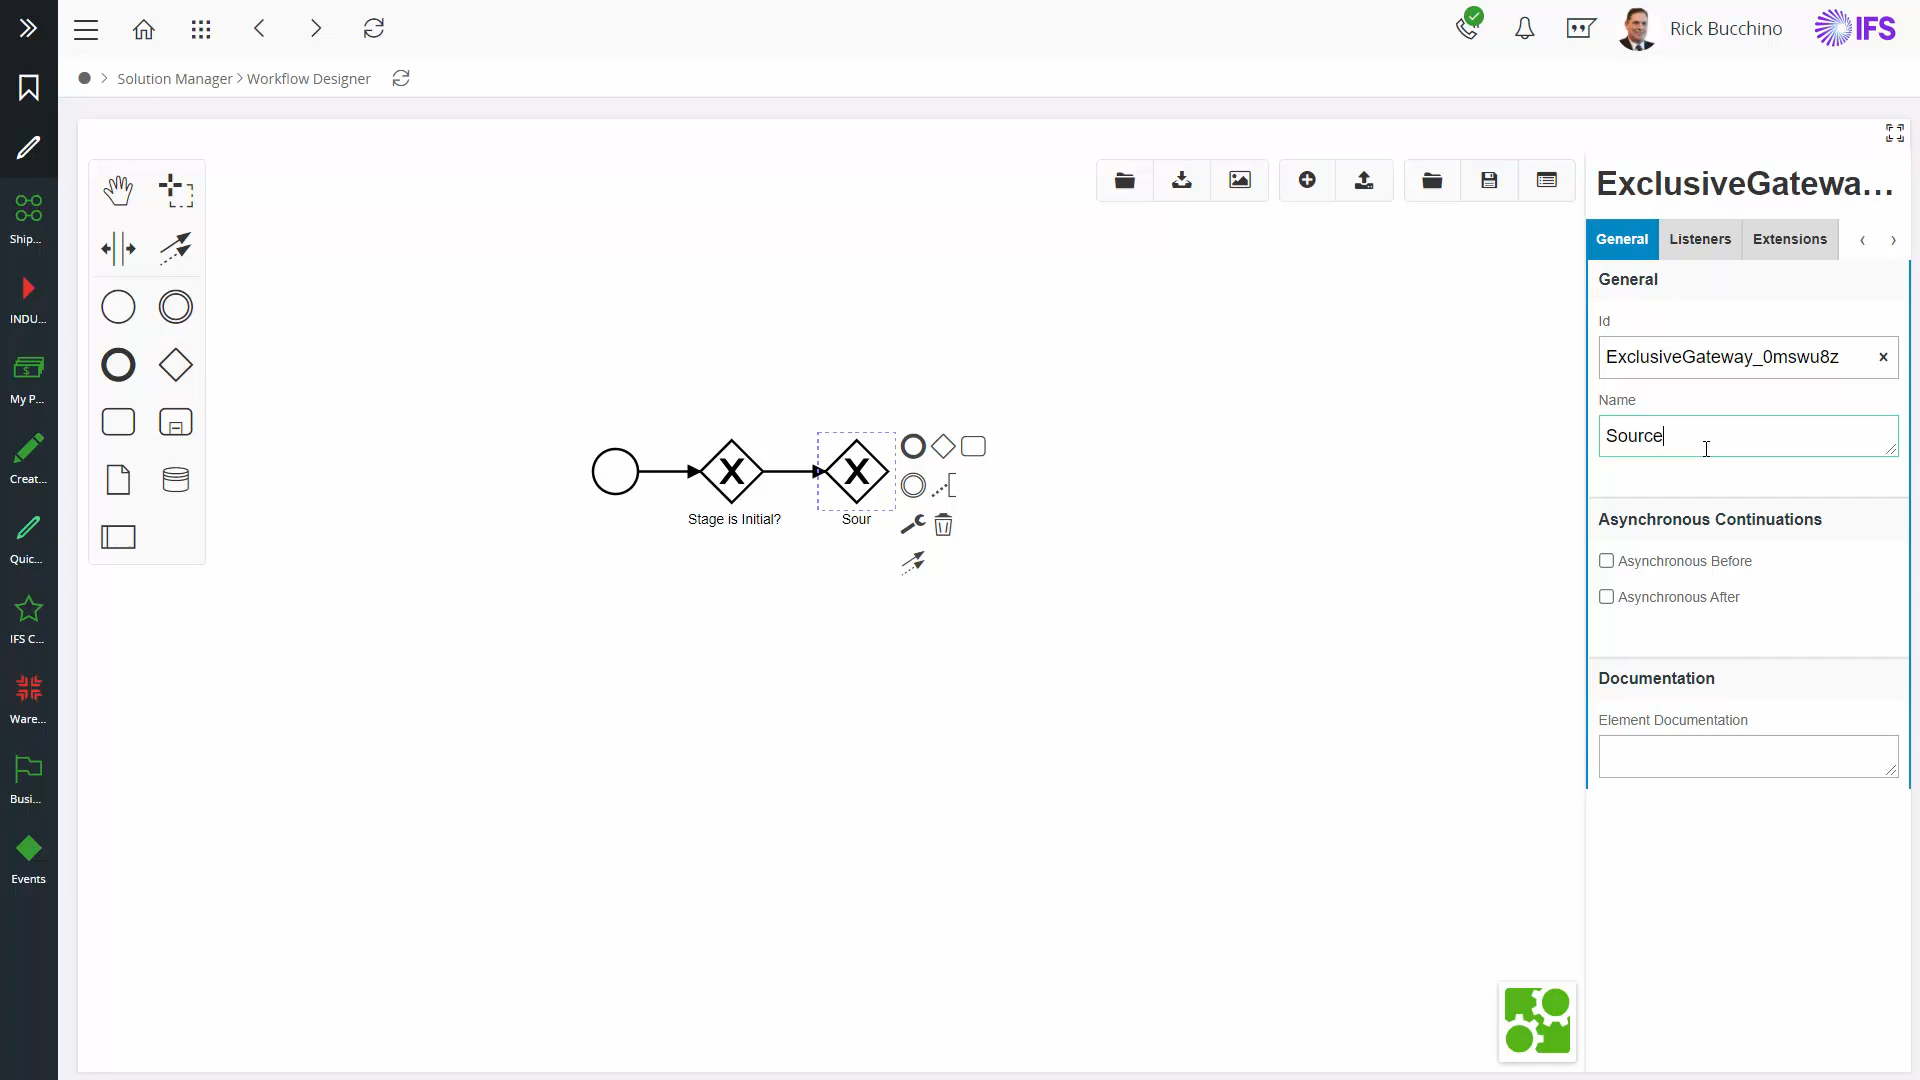 Rick Bucchino
IFS
Solution Manager > Workflow Designer
ExclusiveGatewa...
General
Listeners
Extensions
General
Id
ExclusiveGateway_0mswu8z
Name
Source
Asynchronous Continuations
Asynchronous Before
Asynchronous After
Documentation
Element Documentation
Stage is Initial?
Sour
Ship...
INDU...
My P...
Creat...
Quic...
IFS C...
Ware...
Busi...
Events